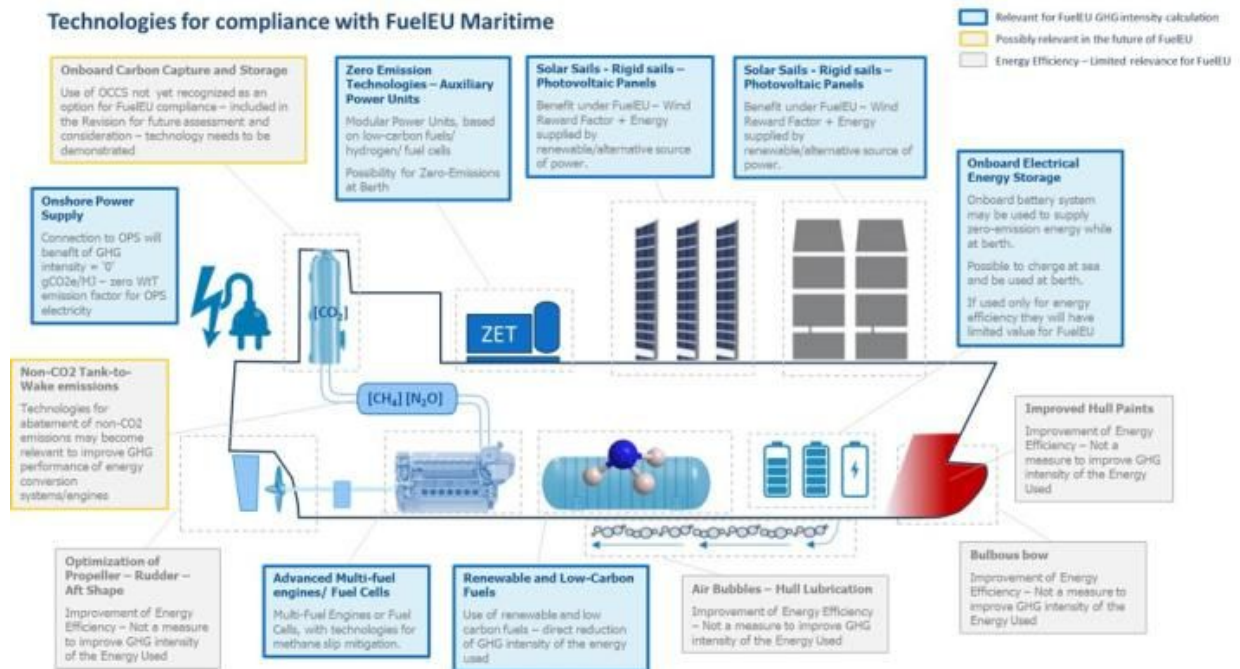 Technologies for compliance with FuelEU Maritime
Relevant for FuelEU GHG intensity calculation
Possibly relevant in the future of FuelEU
Energy Efficiency – Limited relevance for FuelEU
Onboard Carbon Capture and Storage
Use of OCCS not yet recognized as an
option for FuelEU compliance – included in
the Revision for future assessment and
consideration – technology needs to be
demonstrated
Zero Emission
Technologies – Auxiliary
Power Units
Modular Power Units, based
on low-carbon fuels/
hydrogen/ fuel cells
Possibility for Zero-Emissions
at Berth
Solar Sails - Rigid sails –
Photovoltaic Panels
Benefit under FuelEU – Wind
Reward Factor + Energy
supplied by
renewable/alternative source
of power.
Solar Sails - Rigid sails –
Photovoltaic Panels
Benefit under FuelEU – Wind
Reward Factor + Energy
supplied by
renewable/alternative source of
power.
Onboard Electrical
Energy Storage
Onboard battery system
may be used to supply
zero-emission energy while
at berth.
Possible to charge at sea
and be used at berth.
If used only for energy
efficiency they will have
limited value for FuelEU
Onshore Power
Supply
Connection to OPS will
benefit of GHG
intensity = '0'
gCO2e/MJ – zero WtT
emission factor for OPS
electricity
[CO₂]
ZET
[CH₄] [N₂O]
Non-CO2 Tank-to-
Wake emissions
Technologies for
abatement of non-CO2
emissions may become
relevant to improve GHG
performance of energy
conversion
systems/engines
Improved Hull Paints
Improvement of Energy
Efficiency – Not a
measure to improve GHG
intensity of the Energy
Used
Optimization of
Propeller – Rudder –
Aft Shape
Improvement of Energy
Efficiency – Not a measure
to improve GHG intensity
of the Energy Used
Advanced Multi-fuel
engines/ Fuel Cells
Multi-Fuel Engines or Fuel
Cells, with technologies for
methane slip mitigation.
Renewable and Low-Carbon
Fuels
Use of renewable and low
carbon fuels – direct reduction
of GHG intensity of the energy
used
Air Bubbles – Hull Lubrication
Improvement of Energy Efficiency
– Not a measure to improve GHG
intensity of the Energy Used
Bulbous bow
Improvement of Energy
Efficiency – Not a measure to
improve GHG intensity of the
Energy Used